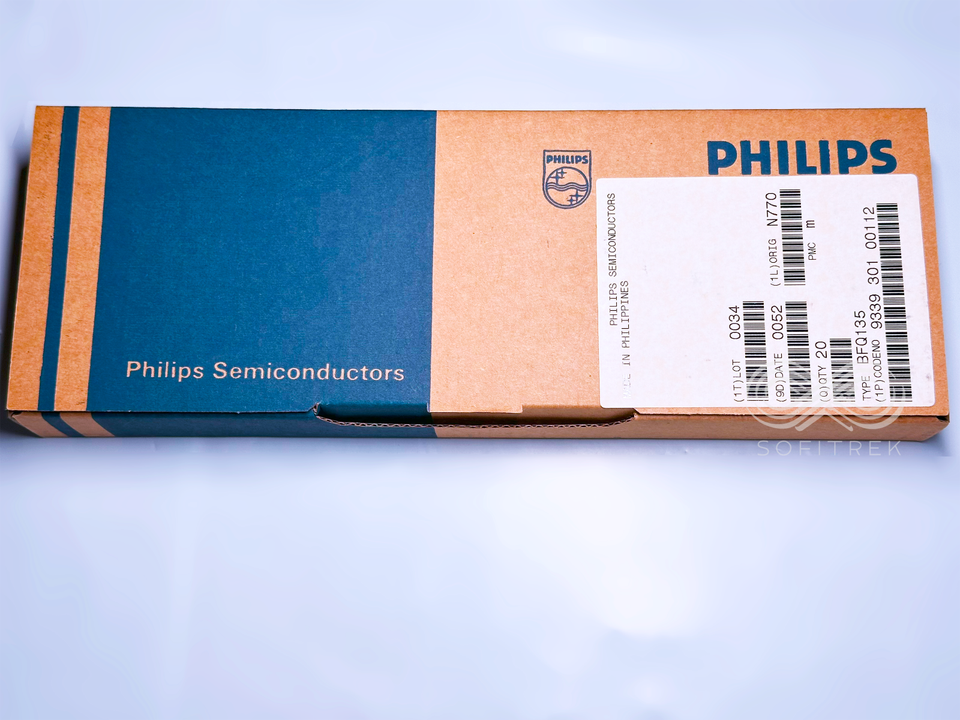 PHILIPS
PHILIPS
Philips Semiconductors
PHILIPS SEMICONDUCTORS
IN PHILIPPINES
(1T)LOT 0034
(9D)DATE 0052
(1L)ORIG N770
(Q)QTY 20
PMC m
TYPE BFQ135
(1P)CODENO 9339 301 00112
SOFITREK